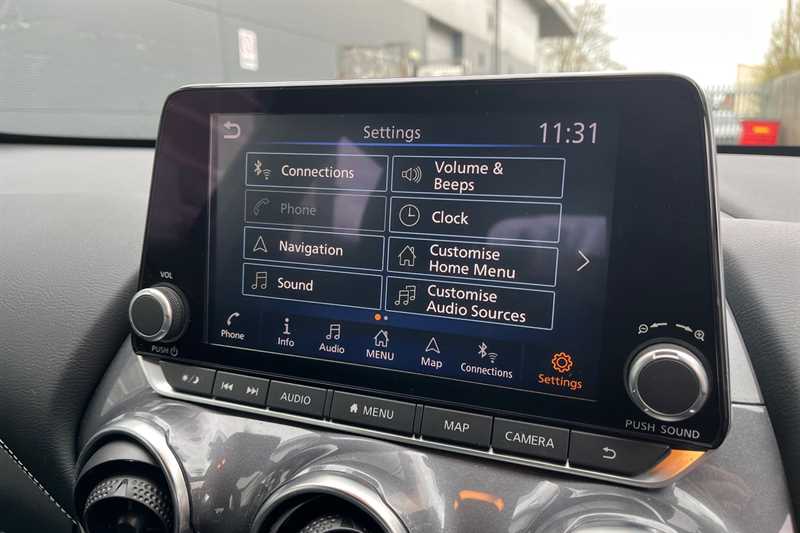 Settings
11:31
Connections
Volume &
Beeps
Phone
Clock
Navigation
Customise
Home Menu
Sound
Customise
Audio Sources
Phone
Info
Audio
MENU
Map
Connections
Settings
VOL
PUSH
AUDIO
MENU
MAP
CAMERA
PUSH SOUND